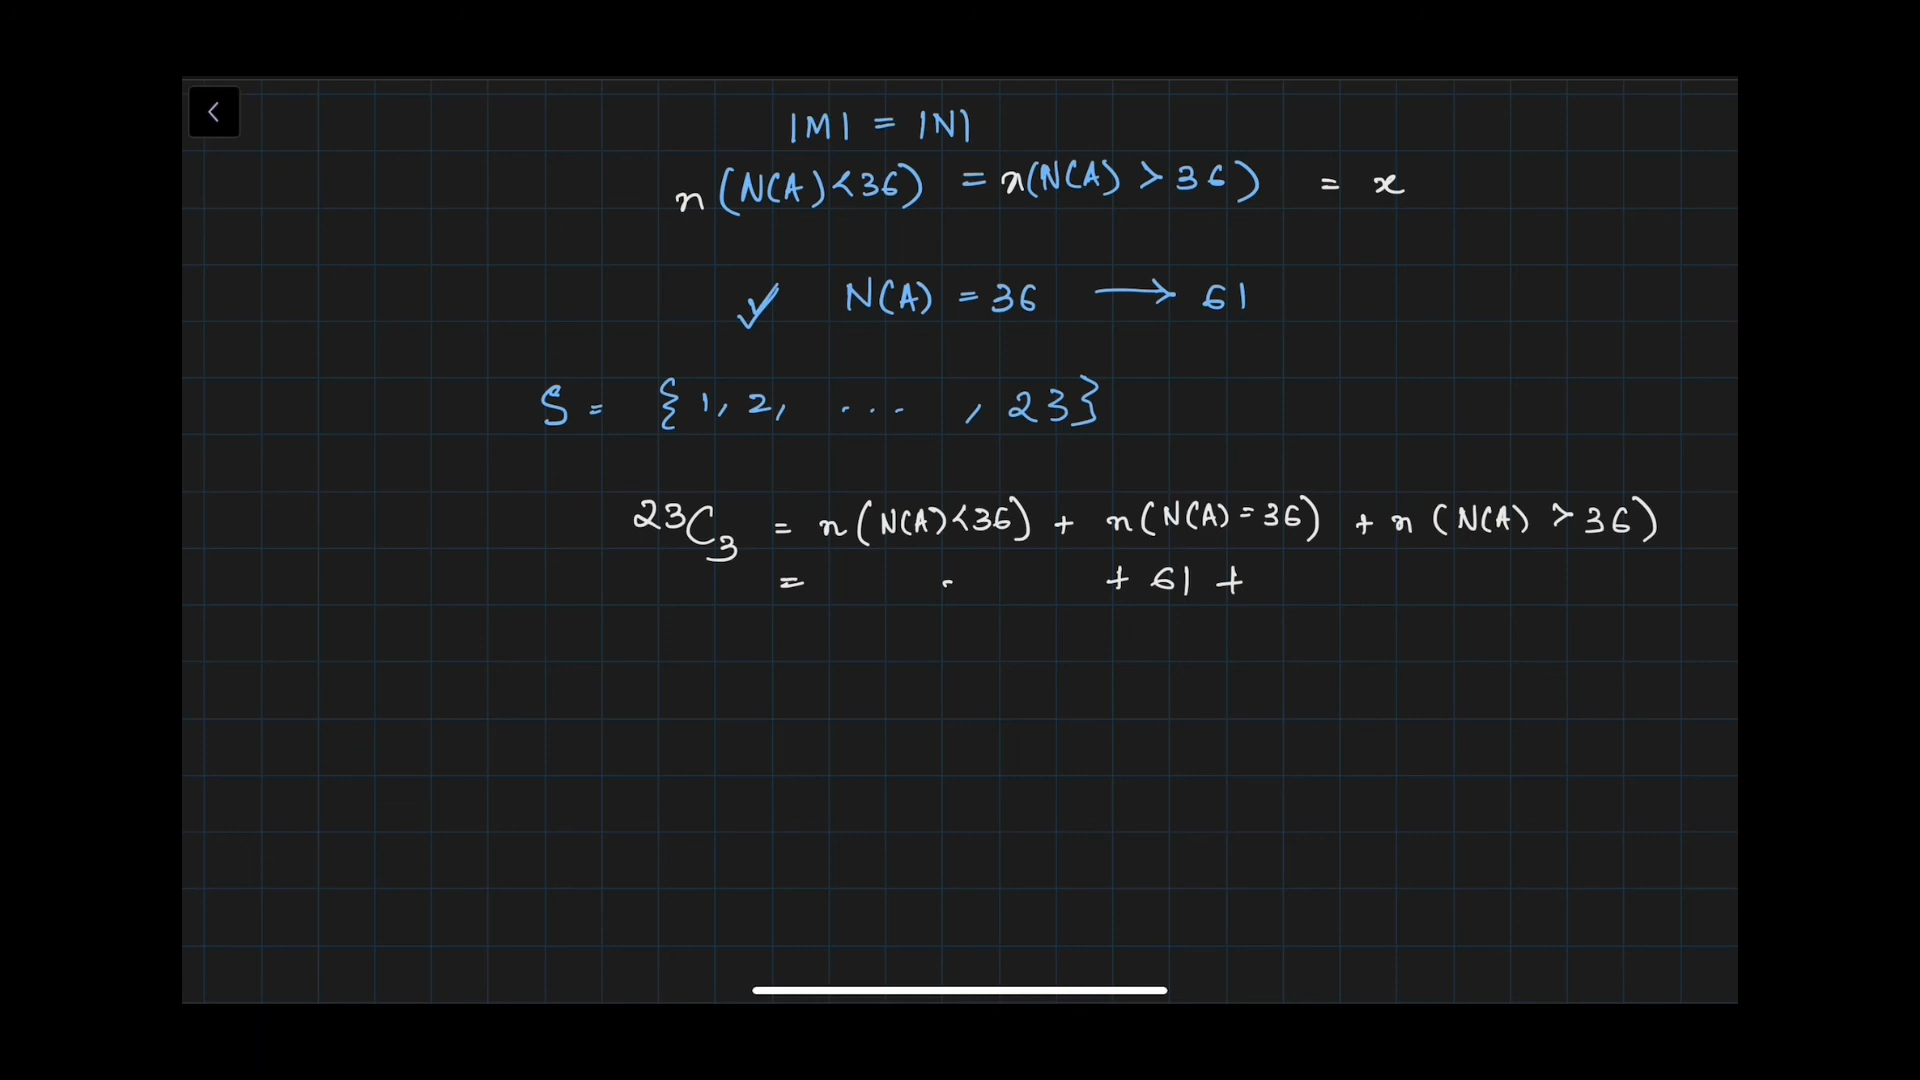 |M| = |N|
n(N(A)<36) = n(N(A) > 36) = x
✓ N(A) = 36 → 61
S = {1, 2, ... , 23}
²³C₃ = n(N(A)<36) + n(N(A) = 36) + n(N(A) > 36)
= . + 61 +